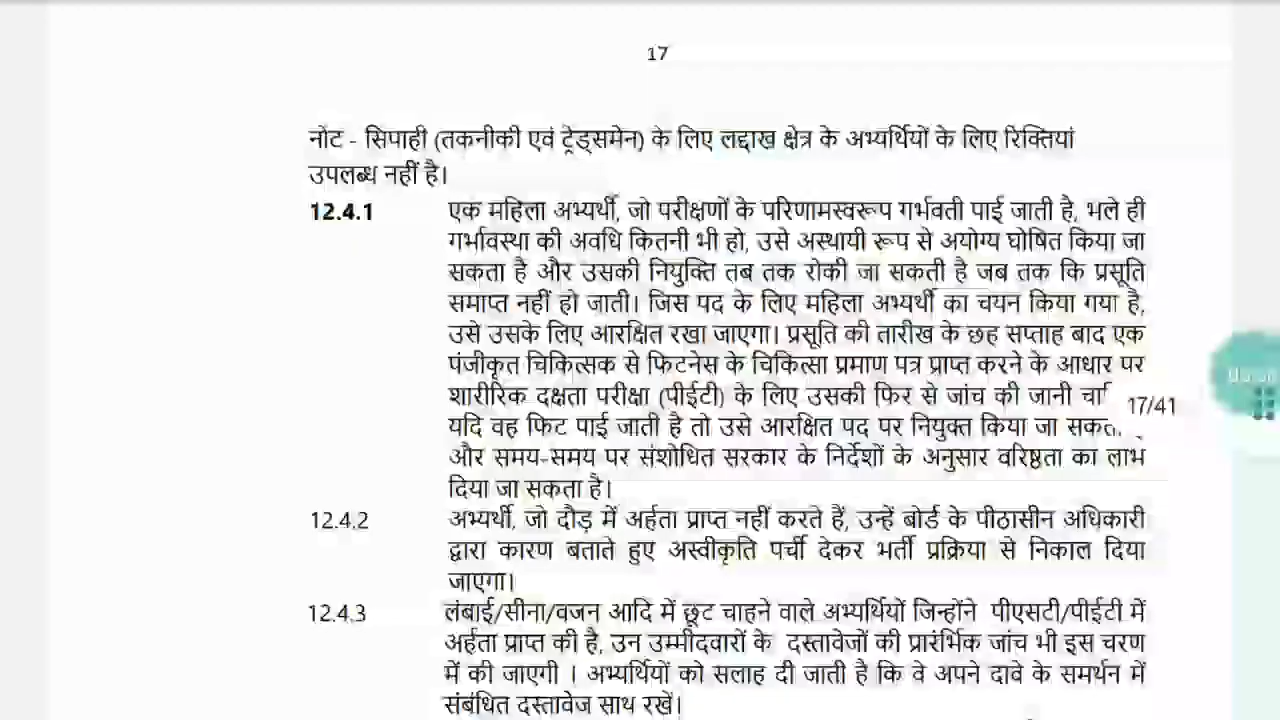 17
नोट - सिपाही (तकनीकी एवं ट्रेड्समेन) के लिए लद्दाख क्षेत्र के अभ्यर्थियों के लिए रिक्तियां
उपलब्ध नहीं है।
12.4.1 एक महिला अभ्यर्थी, जो परीक्षणों के परिणामस्वरूप गर्भवती पाई जाती है, भले ही
गर्भावस्था की अवधि कितनी भी हो, उसे अस्थायी रूप से अयोग्य घोषित किया जा
सकता है और उसकी नियुक्ति तब तक रोकी जा सकती है जब तक कि प्रसूति
समाप्त नहीं हो जाती। जिस पद के लिए महिला अभ्यर्थी का चयन किया गया है,
उसे उसके लिए आरक्षित रखा जाएगा। प्रसूति की तारीख के छह सप्ताह बाद एक
पंजीकृत चिकित्सक से फिटनेस के चिकित्सा प्रमाण पत्र प्राप्त करने के आधार पर
शारीरिक दक्षता परीक्षा (पीईटी) के लिए उसकी फिर से जांच की जानी
17/41
यदि वह फिट पाई जाती है तो उसे आरक्षित पद पर नियुक्त किया जा
और समय-समय पर संशोधित सरकार के निर्देशों के अनुसार वरिष्ठता का लाभ
दिया जा सकता है।
12.4.2 अभ्यर्थी, जो दौड़ में अर्हता प्राप्त नहीं करते हैं, उन्हें बोर्ड के पीठासीन अधिकारी
द्वारा कारण बताते हुए अस्वीकृति पर्ची देकर भर्ती प्रक्रिया से निकाल दिया
जाएगा।
12.4.3 लंबाई/सीना/वजन आदि में छूट चाहने वाले अभ्यर्थियों जिन्होंने पीएसटी/पीईटी में
अर्हता प्राप्त की है, उन उम्मीदवारों के दस्तावेजों की प्रारंभिक जांच भी इस चरण
में की जाएगी । अभ्यर्थियों को सलाह दी जाती है कि वे अपने दावे के समर्थन में
संबंधित दस्तावेज साथ रखें।